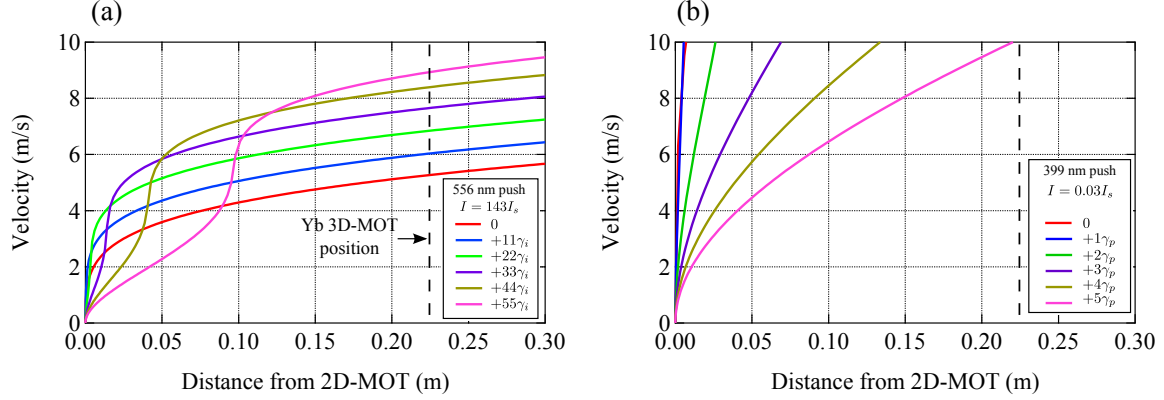 (a)
Velocity (m/s)
10
8
6
4
2
0
0.00 0.05 0.10 0.15 0.20 0.25 0.30
Distance from 2D-MOT (m)
Yb 3D-MOT
position
556 nm push
I = 143I_s
0
+11γ_i
+22γ_i
+33γ_i
+44γ_i
+55γ_i
(b)
Velocity (m/s)
10
8
6
4
2
0
0.00 0.05 0.10 0.15 0.20 0.25 0.30
Distance from 2D-MOT (m)
399 nm push
I = 0.03I_s
0
+1γ_p
+2γ_p
+3γ_p
+4γ_p
+5γ_p